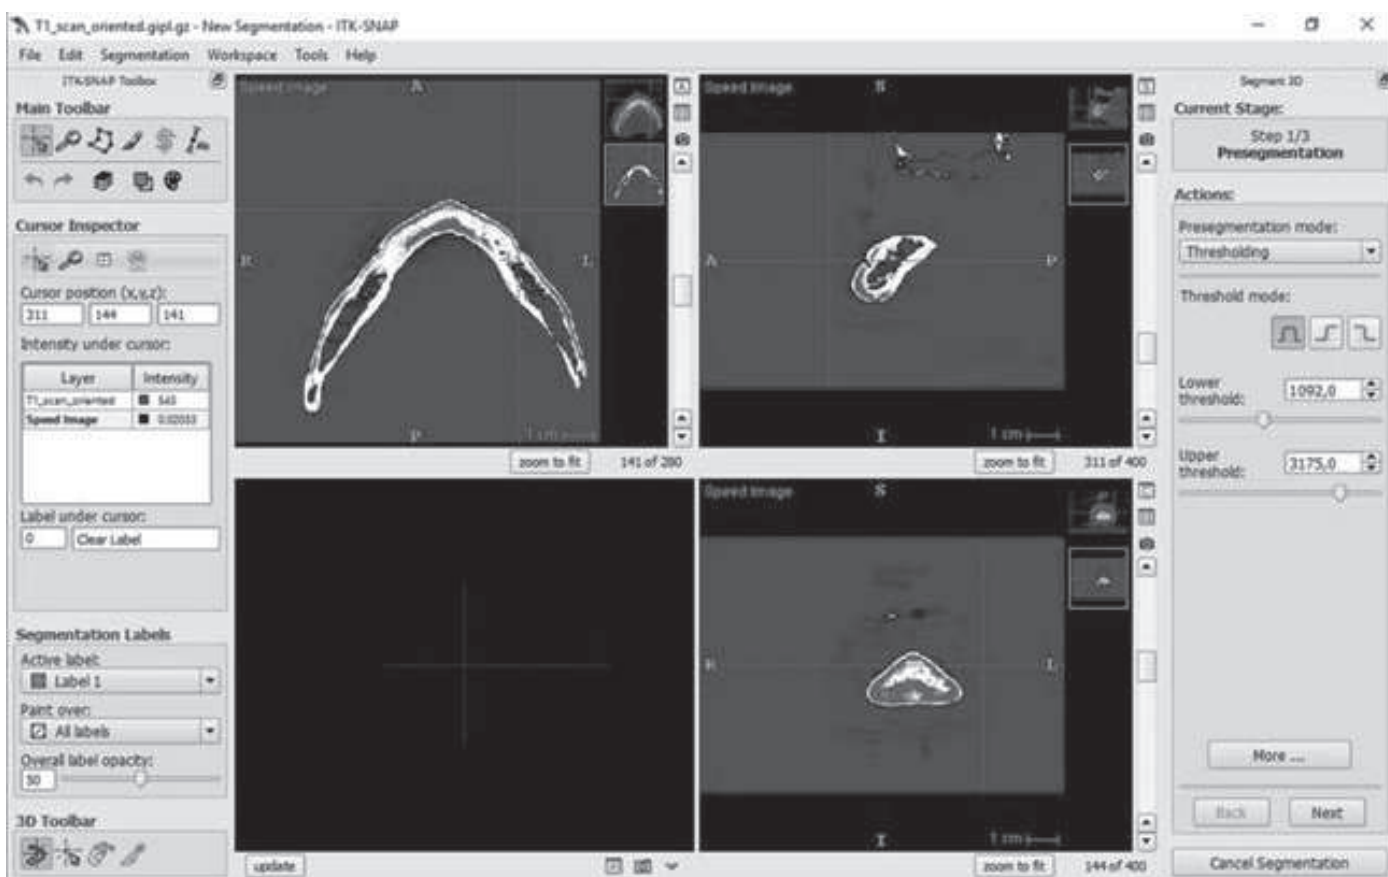 T1_scan_oriented.gipl.gz - New Segmentation - ITK-SNAP
File Edit Segmentation Workspace Tools Help
ITK-SNAP Toolbox
Main Toolbar
Cursor Inspector
Cursor position (x,y,z):
311 144 141
Intensity under cursor:
Layer Intensity
T1_scan_oriented 543
Speed Image
Label under cursor:
0 Clear Label
Segmentation Labels
Active label:
Label 1
Paint over:
All labels
Overall label opacity:
50
3D Toolbar
Speed Image
A
R
L
P
1 cm
zoom to fit 141 of 280
Speed Image
S
A
P
I
1 cm
zoom to fit 311 of 400
update
Speed Image
S
R
L
I
1 cm
zoom to fit 144 of 400
Segment 3D
Current Stage:
Step 1/3
Presegmentation
Actions:
Presegmentation mode:
Thresholding
Threshold mode:
Lower
threshold:
1092,0
Upper
threshold:
3175,0
More ...
Back Next
Cancel Segmentation